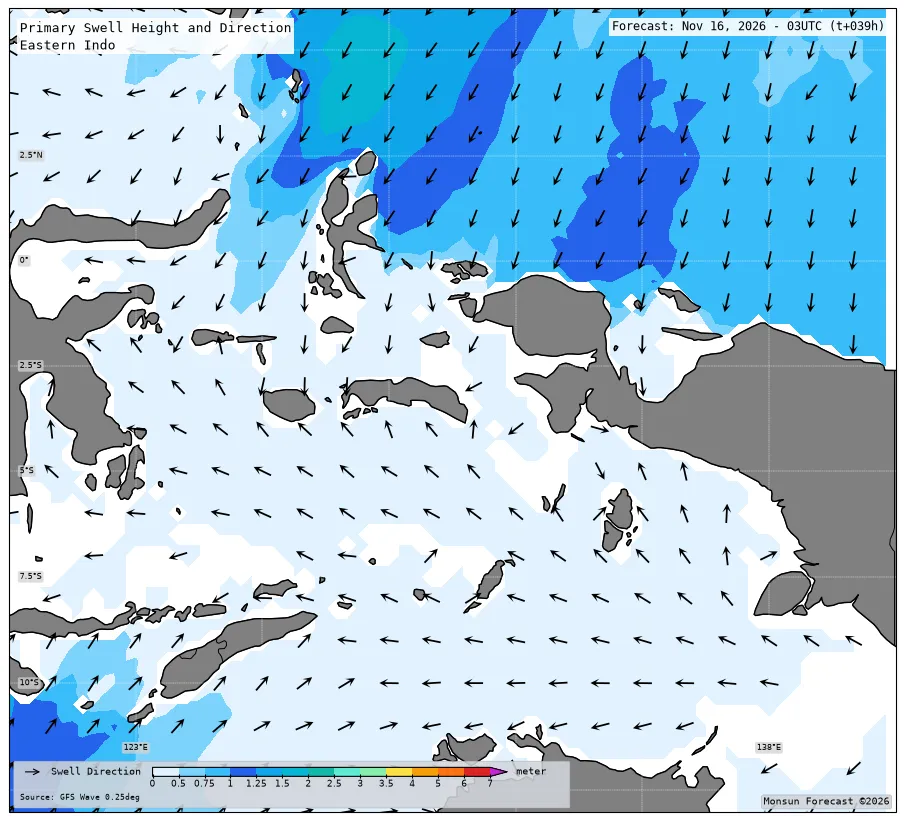 Primary Swell Height and Direction
Eastern Indo
Forecast: Nov 16, 2026 - 03UTC (t+039h)
2.5°N
0°
2.5°S
5°S
7.5°S
10°S
123°E
138°E
Swell Direction
meter
0 0.5 0.75 1 1.25 1.5 2 2.5 3 3.5 4 5 6 7
Source: GFS Wave 0.25deg
Monsun Forecast ©2026